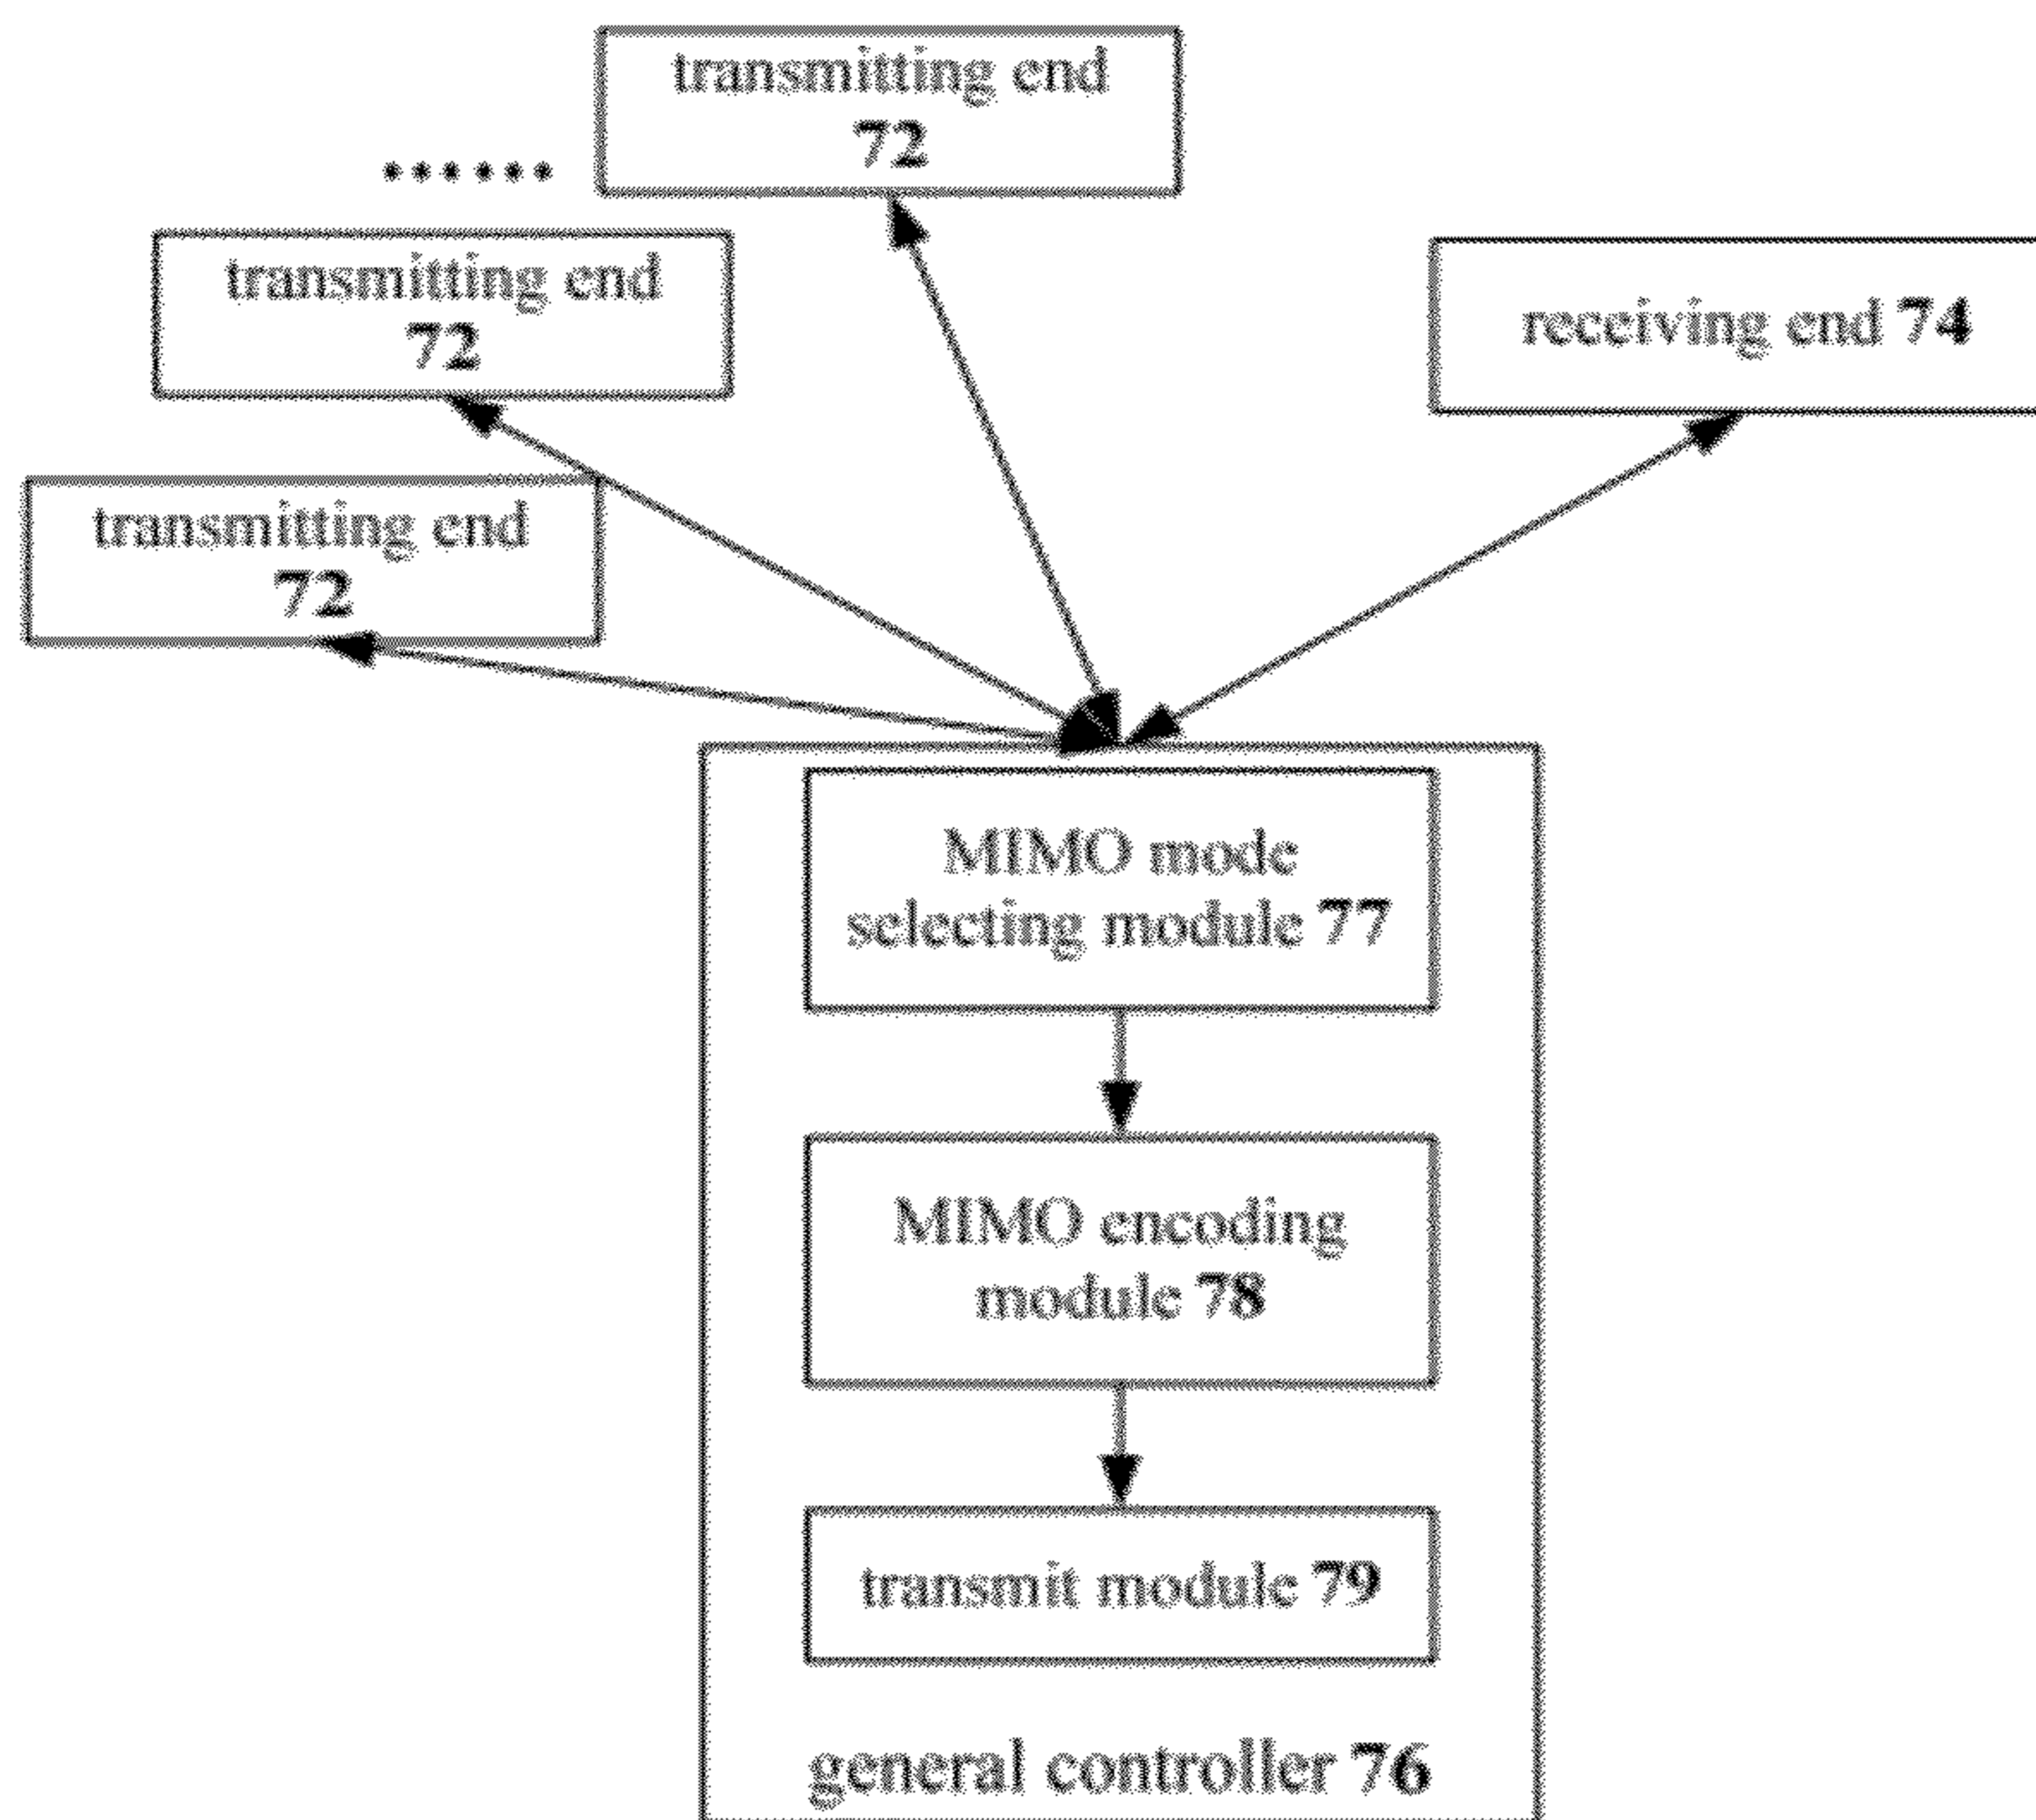 transmitting end
72
......
transmitting end
72
receiving end 74
transmitting end
72
MIMO mode
selecting module 77
MIMO encoding
module 78
transmit module 79
general controller 76